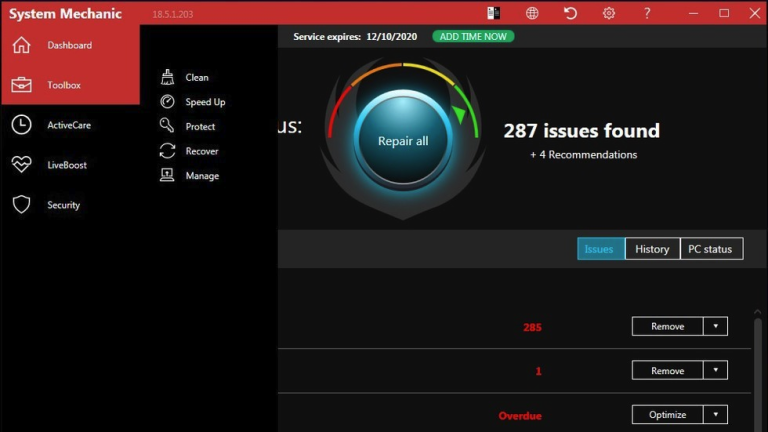 System Mechanic 18.5.1.203
?
Dashboard
Toolbox
ActiveCare
LiveBoost
Security
Clean
Speed Up
Protect
Recover
Manage
Service expires: 12/10/2020 ADD TIME NOW
us:
Repair all
287 issues found
+ 4 Recommendations
Issues History PC status
285 Remove
1 Remove
Overdue Optimize